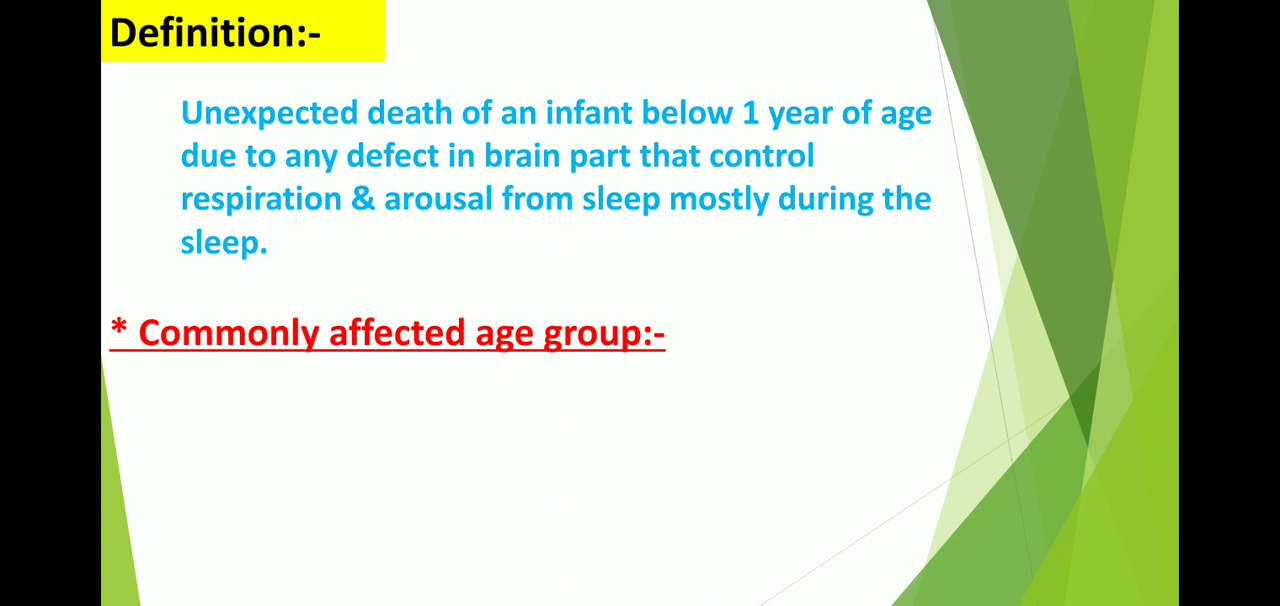 Definition:-
Unexpected death of an infant below 1 year of age
due to any defect in brain part that control
respiration & arousal from sleep mostly during the
sleep.
* Commonly affected age group:-